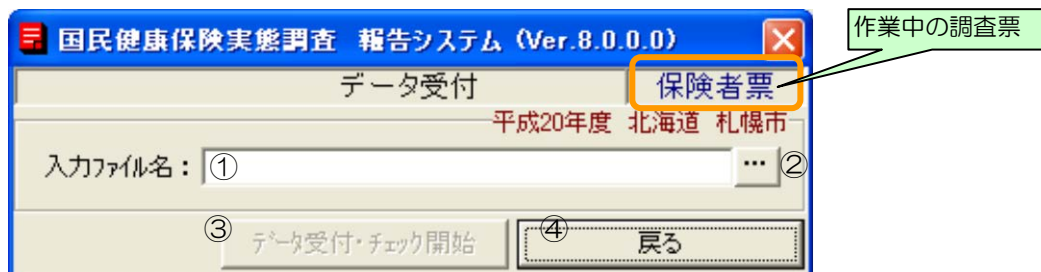 国民健康保険実態調査 報告システム (Ver.8.0.0.0)
作業中の調査票
データ受付
保険者票
平成20年度 北海道 札幌市
入力ファイル名：
①
... ②
③ データ受付・チェック開始
④ 戻る